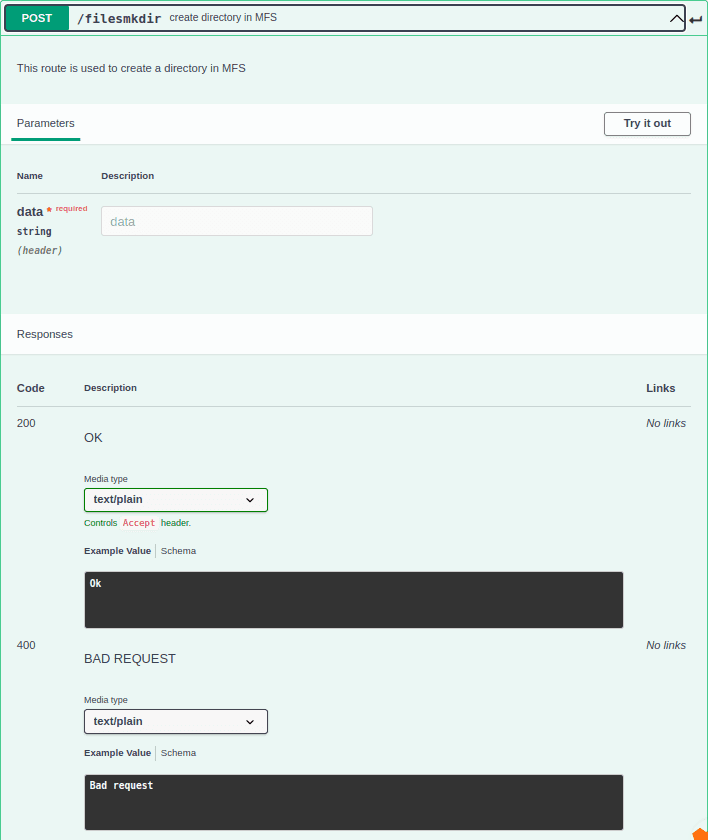 POST /filesmkdir create directory in MFS
This route is used to create a directory in MFS
Parameters Try it out
Name Description
data * required
string
(header)
data
Responses
Code Description Links
200 No links
OK
Media type
text/plain
Controls Accept header.
Example Value Schema
Ok
400 No links
BAD REQUEST
Media type
text/plain
Example Value Schema
Bad request